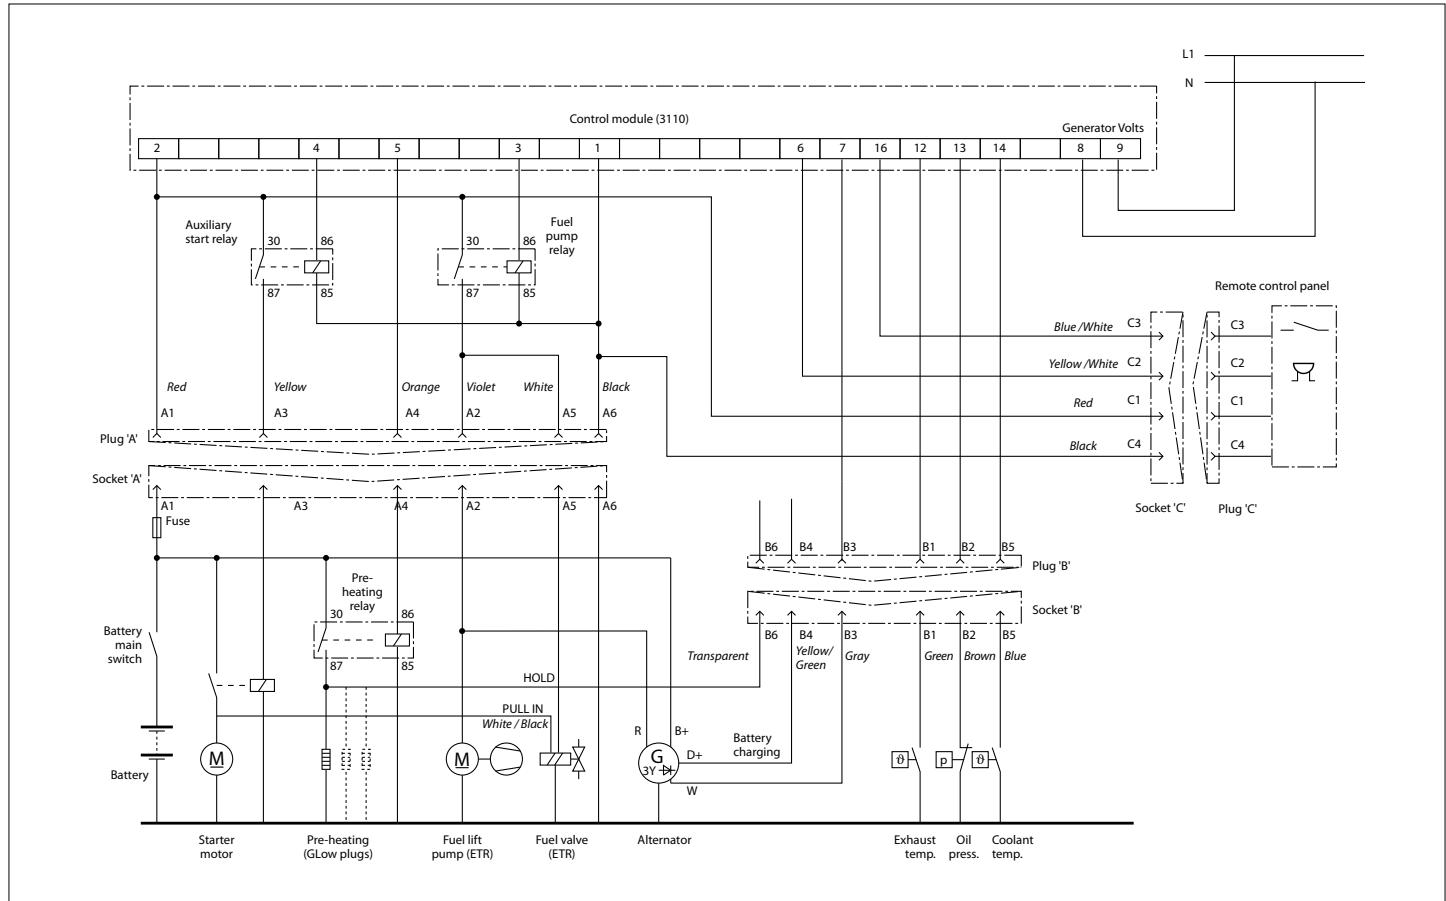 L1
N
Control module (3110)
Generator Volts
2 4 5 3 1 6 7 16 12 13 14 8 9
Auxiliary
start relay
30 86
87 85
Fuel
pump
relay
30 86
87 85
Remote control panel
Blue /White C3 C3
Yellow /White C2 C2
Red C1 C1
Black C4 C4
Socket 'C' Plug 'C'
Red Yellow Orange Violet White Black
A1 A3 A4 A2 A5 A6
Plug 'A'
Socket 'A'
A1 A3 A4 A2 A5 A6
Fuse
B6 B4 B3 B1 B2 B5
Plug 'B'
Socket 'B'
B6 B4 B3 B1 B2 B5
Transparent Yellow/
Green Gray Green Brown Blue
Pre-
heating
relay
30 86
87 85
Battery
main
switch
HOLD
PULL IN
White / Black
R B+
D+
W
Battery
charging
M
M
G
3Y
ϑ p ϑ
Battery
Starter
motor
Pre-heating
(GLow plugs)
Fuel lift
pump (ETR)
Fuel valve
(ETR)
Alternator
Exhaust
temp.
Oil
press.
Coolant
temp.